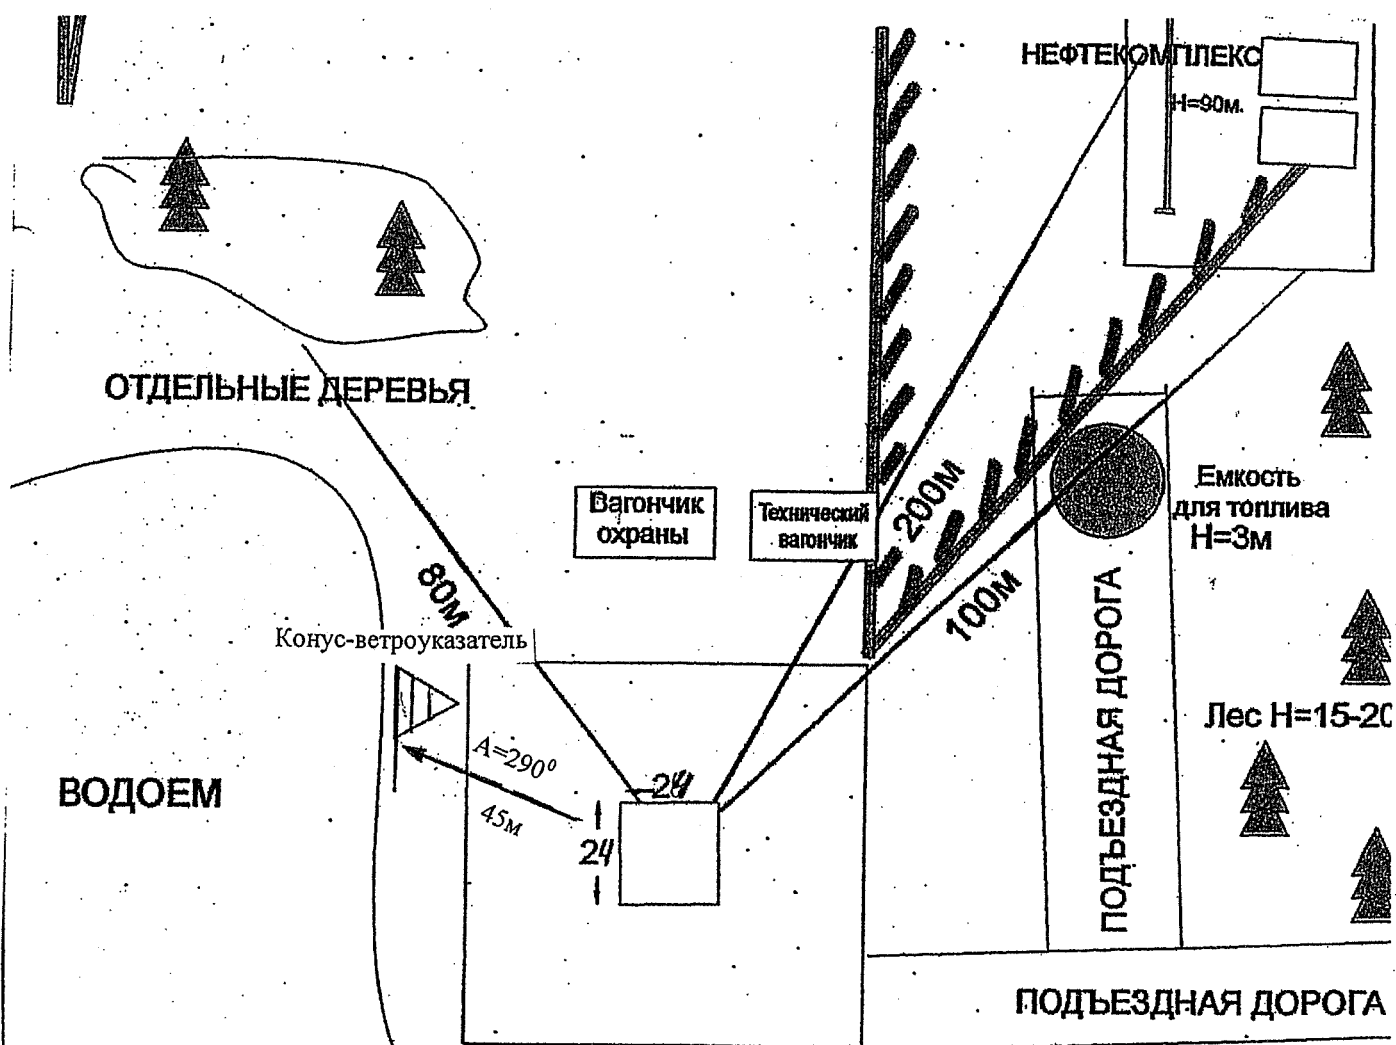 НЕФТЕКОМПЛЕКС
Н=90м.
ОТДЕЛЬНЫЕ ДЕРЕВЬЯ
Вагончик
охраны
Технический
вагончик
200м
Емкость
для топлива
Н=3м
80м
100м
Конус-ветроуказатель
ПОДЪЕЗДНАЯ ДОРОГА
Лес Н=15-20
А=290⁰
45м
ВОДОЕМ
24
24
ПОДЪЕЗДНАЯ ДОРОГА